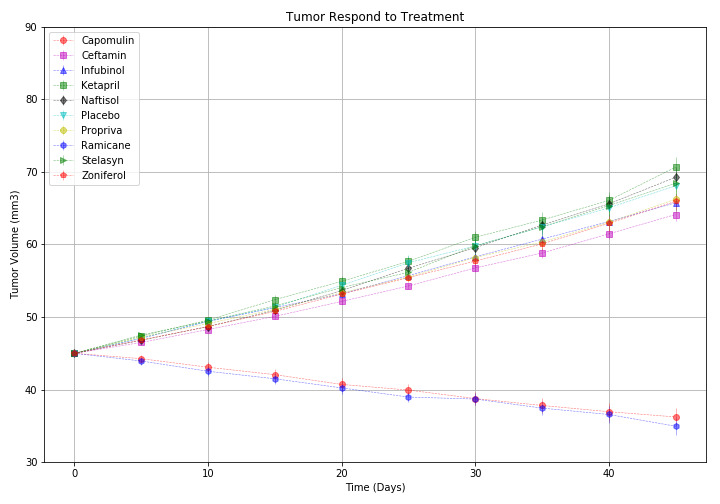 Tumor Respond to Treatment
90
80
70
60
50
40
30
Tumor Volume (mm3)
Capomulin
Ceftamin
Infubinol
Ketapril
Naftisol
Placebo
Propriva
Ramicane
Stelasyn
Zoniferol
0
10
20
30
40
Time (Days)